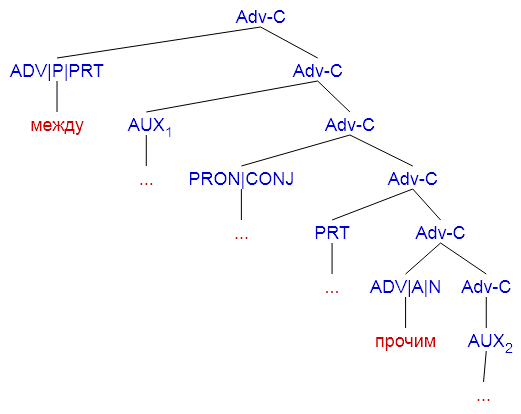 Adv-C
ADV|P|PRT Adv-C
между AUX₁ Adv-C
... PRON|CONJ Adv-C
... PRT Adv-C
... ADV|A|N Adv-C
прочим AUX₂
...